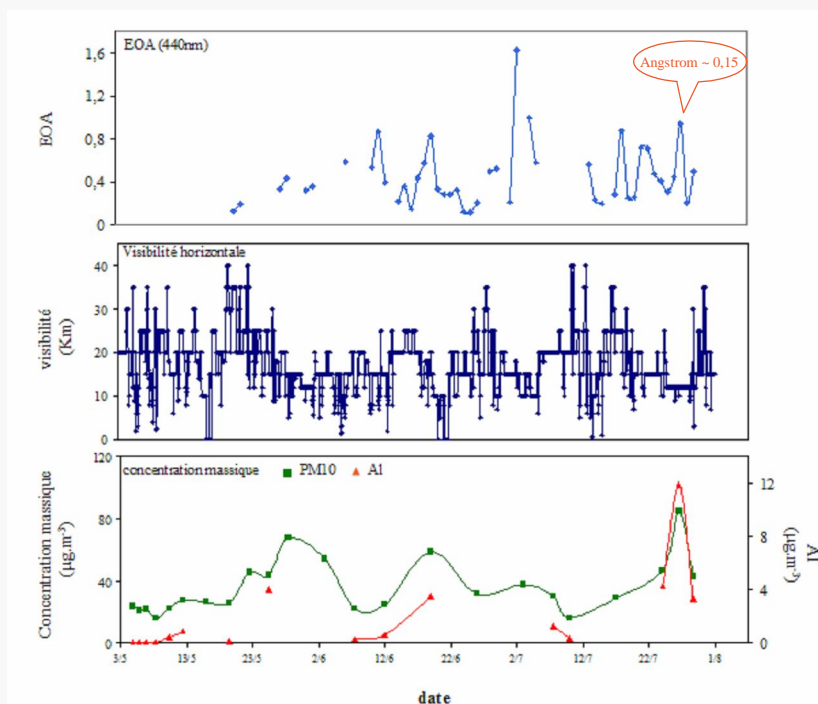 EOA (440nm)
Angstrom ~ 0,15
EOA
1,6
1,2
0,8
0,4
0
Visibilité horizontale
visibilité
(Km)
40
30
20
10
0
concentration massique PM10 Al
Concentration massique
(µg.m-³)
120
80
40
0
12
8
4
0
Al
(µg.m-³)
3/5 13/5 23/5 2/6 12/6 22/6 2/7 12/7 22/7 1/8
date